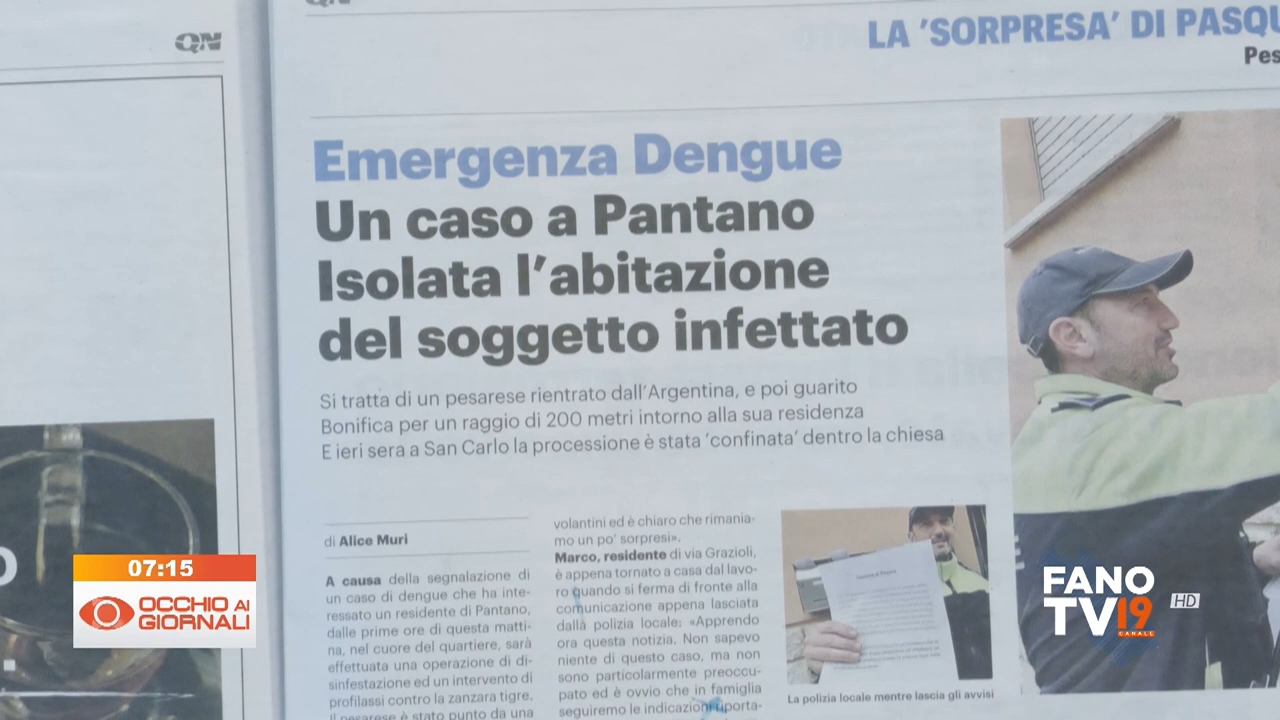 QN
LA 'SORPRESA' DI
Emergenza Dengue
Un caso a Pantano
Isolata l'abitazione
del soggetto infettato
Si tratta di un pesarese rientrato dall'Argentina, e poi guarito
Bonifica per un raggio di 200 metri intorno alla sua residenza
E ieri sera a San Carlo la processione è stata 'confinata' dentro la chiesa
di Alice Muri
A causa della segnalazione di
un caso di dengue che ha inte-
ressato un residente di Pantano,
dalle prime ore di questa matti-
na, nel cuore del quartiere, sarà
effettuata una operazione di di-
sinfestazione ed un intervento di
profilassi contro la zanzara tigre.
Il pesarese è stato punto da una
volantini ed è chiaro che rimania-
mo un po' sorpresi».
Marco, residente di via Grazioli,
è appena tornato a casa dal lavo-
ro quando si ferma di fronte alla
comunicazione appena lasciata
dalla polizia locale: «Apprendo
ora questa notizia. Non sapevo
niente di questo caso, ma non
sono particolarmente preoccu-
pato ed è ovvio che in famiglia
seguiremo le indicazioni riporta-
La polizia locale mentre lascia gli avvisi
07:15
OCCHIO AI
GIORNALI
FANO
TV19
CANALE
HD